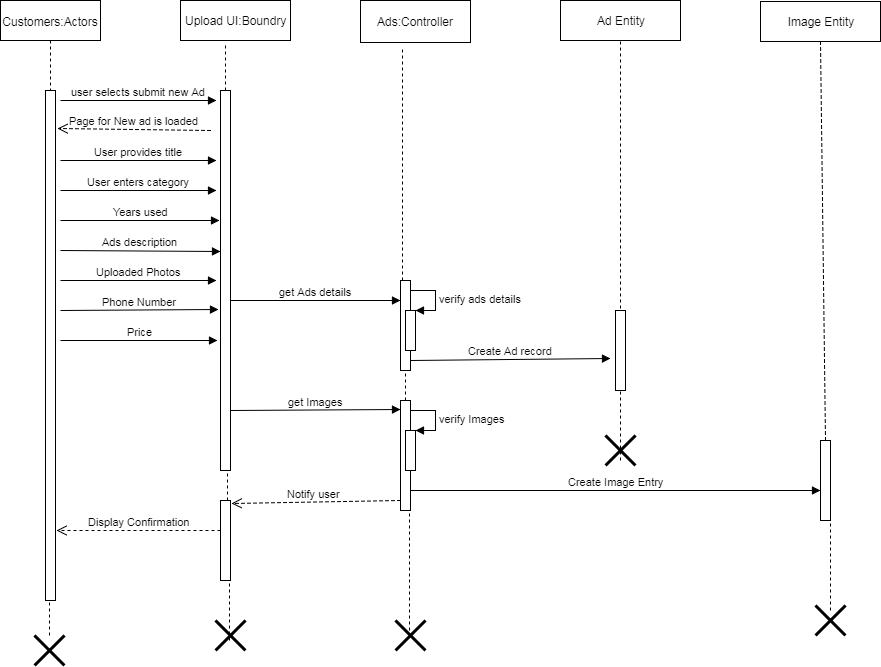 Customers:Actors
Upload UI:Boundry
Ads:Controller
Ad Entity
Image Entity
user selects submit new Ad
Page for New ad is loaded
User provides title
User enters category
Years used
Ads description
Uploaded Photos
get Ads details
verify ads details
Phone Number
Price
Create Ad record
get Images
verify Images
Create Image Entry
Notify user
Display Confirmation